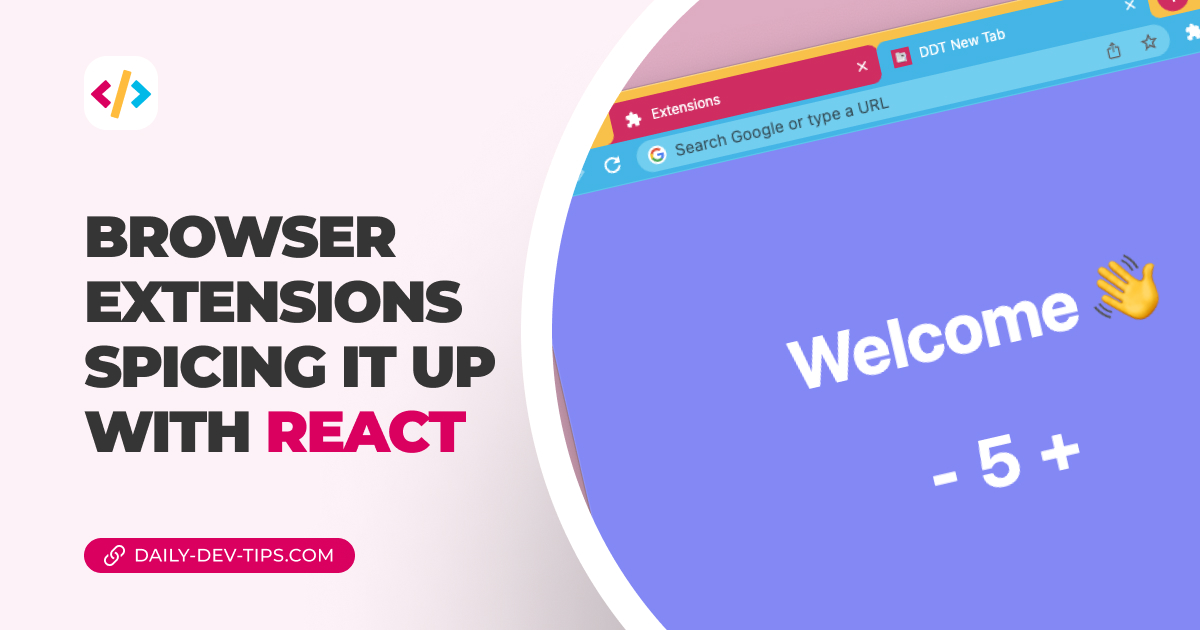 BROWSER
EXTENSIONS
SPICING IT UP
WITH REACT
DAILY-DEV-TIPS.COM
Extensions
DDT New Tab
Search Google or type a URL
Welcome 👋
- 5 +